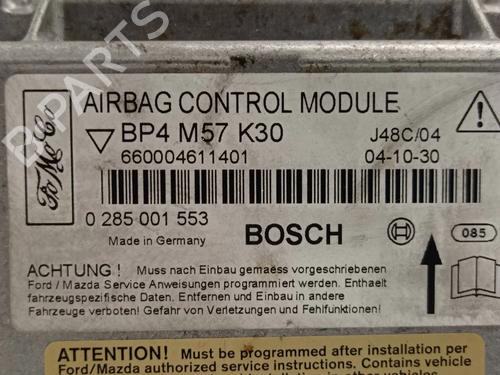 AIRBAG CONTROL MODULE
BP4 M57 K30
J48C/04
660004611401
04-10-30
FoMoCo
0 285 001 553
Made in Germany
BOSCH
085
ACHTUNG ! Muss nach Einbau gemaess vorgeschriebenen
Ford / Mazda Service Anweisungen programmiert werden. Enthaelt
fahrzeugspezifische Daten. Entfernen und Einbau in andere
Fahrzeuge verboten! Gefahr von Verletzungen und Fehlfunktionen!
ATTENTION! Must be programmed after installation per
Ford/Mazda authorized service instructions. Contains vehicle
B PARTS